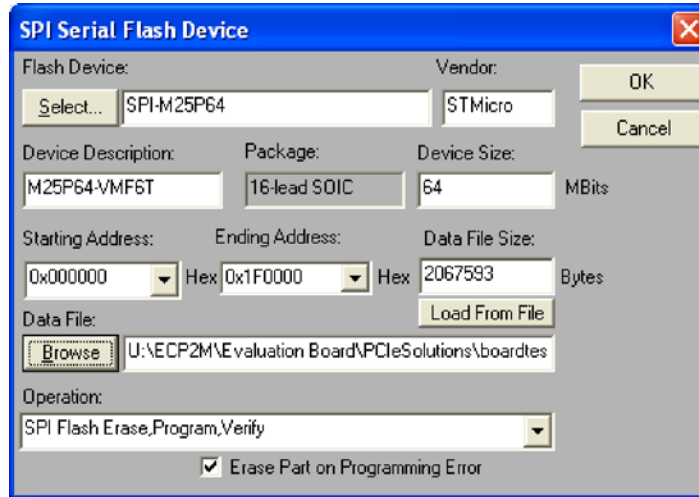 SPI Serial Flash Device
Flash Device: Vendor:
Select... SPI-M25P64 STMicro OK
Cancel
Device Description: Package: Device Size:
M25P64-VMF6T 16-lead SOIC 64 MBits
Starting Address: Ending Address: Data File Size:
0x000000 Hex 0x1F0000 Hex 2067593 Bytes
Data File: Load From File
Browse U:\ECP2M\Evaluation Board\PCIeSolutions\boardtes
Operation:
SPI Flash Erase,Program,Verify
Erase Part on Programming Error